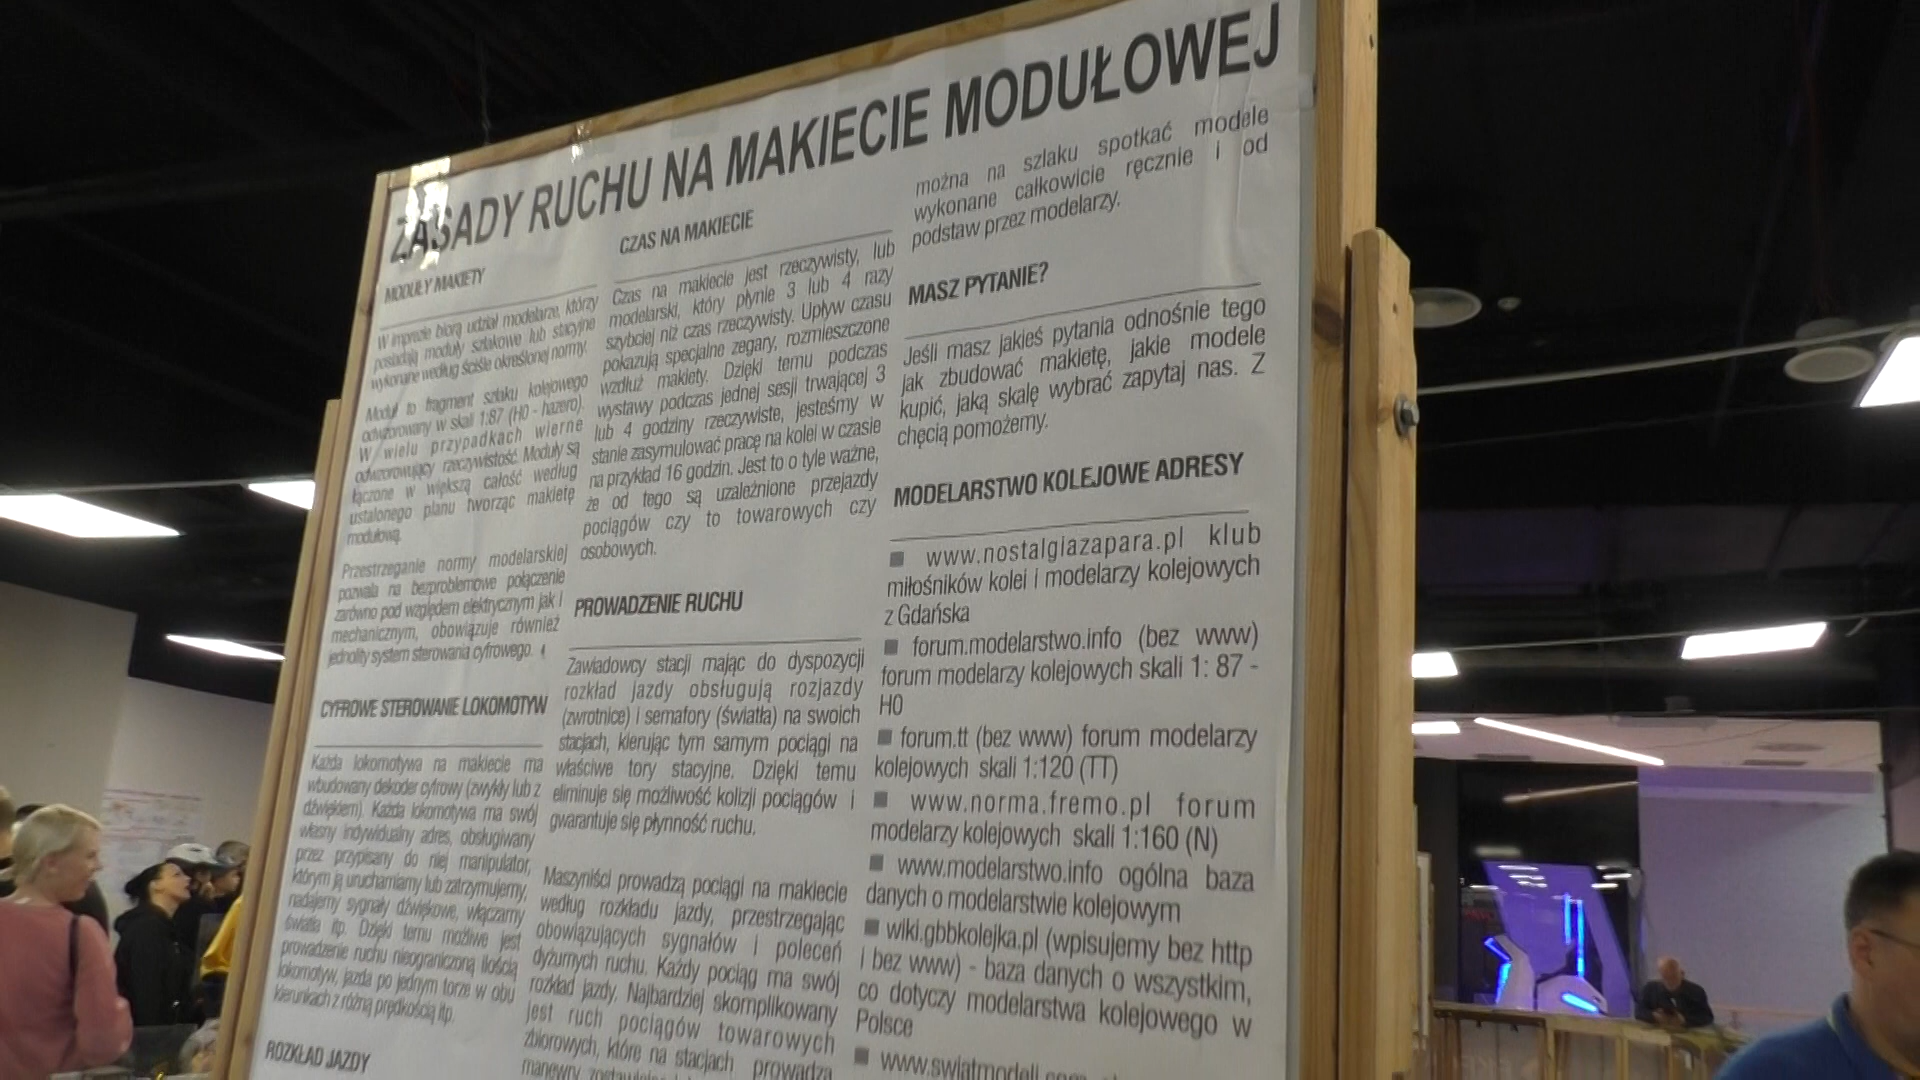 ZASADY RUCHU NA MAKIECIE MODUŁOWEJ
MODUŁY MAKIETY
W imprezie biorą udział modelarze, którzy
posiadają moduły szlakowe lub stacyjne
wykonane według ściśle określonej normy.
Moduł to fragment szlaku kolejowego
odwzorowany w skali 1:87 (H0 - hazero).
W wielu przypadkach wierne
odwzorowujący rzeczywistość. Moduły są
łączone w większą całość według
ustalonego planu tworząc makietę
modułową.
Przestrzeganie normy modelarskiej
pozwala na bezproblemowe połączenie
zarówno pod względem elektrycznym jak i
mechanicznym, obowiązuje również
jednolity system sterowania cyfrowego.
CYFROWE STEROWANIE LOKOMOTYW
Każda lokomotywa na makiecie ma
wbudowany dekoder cyfrowy (zwykły lub z
dźwiękiem). Każda lokomotywa ma swój
własny indywidualny adres, obsługiwany
przez przypisany do niej manipulator,
którym ją uruchamiamy lub zatrzymujemy,
nadajemy sygnały dźwiękowe, włączamy
światła itp. Dzięki temu możliwe jest
prowadzenie ruchu nieograniczoną ilością
lokomotyw, jazda po jednym torze w obu
kierunkach z różną prędkością itp.
ROZKŁAD JAZDY
CZAS NA MAKIECIE
Czas na makiecie jest rzeczywisty, lub
modelarski, który płynie 3 lub 4 razy
szybciej niż czas rzeczywisty. Upływ czasu
pokazują specjalne zegary, rozmieszczone
wzdłuż makiety. Dzięki temu podczas
wystawy podczas jednej sesji trwającej 3
lub 4 godziny rzeczywiste, jesteśmy w
stanie zasymulować pracę na kolei w czasie
na przykład 16 godzin. Jest to o tyle ważne,
że od tego są uzależnione przejazdy
pociągów czy to towarowych czy
osobowych.
PROWADZENIE RUCHU
Zawiadowcy stacji mając do dyspozycji
rozkład jazdy obsługują rozjazdy
(zwrotnice) i semafory (światła) na swoich
stacjach, kierując tym samym pociągi na
właściwe tory stacyjne. Dzięki temu
eliminuje się możliwość kolizji pociągów i
gwarantuje się płynność ruchu.
Maszyniści prowadzą pociągi na makiecie
według rozkładu jazdy, przestrzegając
obowiązujących sygnałów i poleceń
dyżurnych ruchu. Każdy pociąg ma swój
rozkład jazdy. Najbardziej skomplikowany
jest ruch pociągów towarowych
zbiorowych, które na stacjach prowadzą
manewry
można na szlaku spotkać modele
wykonane całkowicie ręcznie i od
podstaw przez modelarzy.
MASZ PYTANIE?
Jeśli masz jakieś pytania odnośnie tego
jak zbudować makietę, jakie modele
kupić, jaką skalę wybrać zapytaj nas. Z
chęcią pomożemy.
MODELARSTWO KOLEJOWE ADRESY
■ www.nostalgiazapara.pl klub
miłośników kolei i modelarzy kolejowych
z Gdańska
■ forum.modelarstwo.info (bez www)
forum modelarzy kolejowych skali 1: 87 -
H0
■ forum.tt (bez www) forum modelarzy
kolejowych skali 1:120 (TT)
■ www.norma.fremo.pl forum
modelarzy kolejowych skali 1:160 (N)
■ www.modelarstwo.info ogólna baza
danych o modelarstwie kolejowym
■ wiki.gbbkolejka.pl (wpisujemy bez http
i bez www) - baza danych o wszystkim,
co dotyczy modelarstwa kolejowego w
Polsce